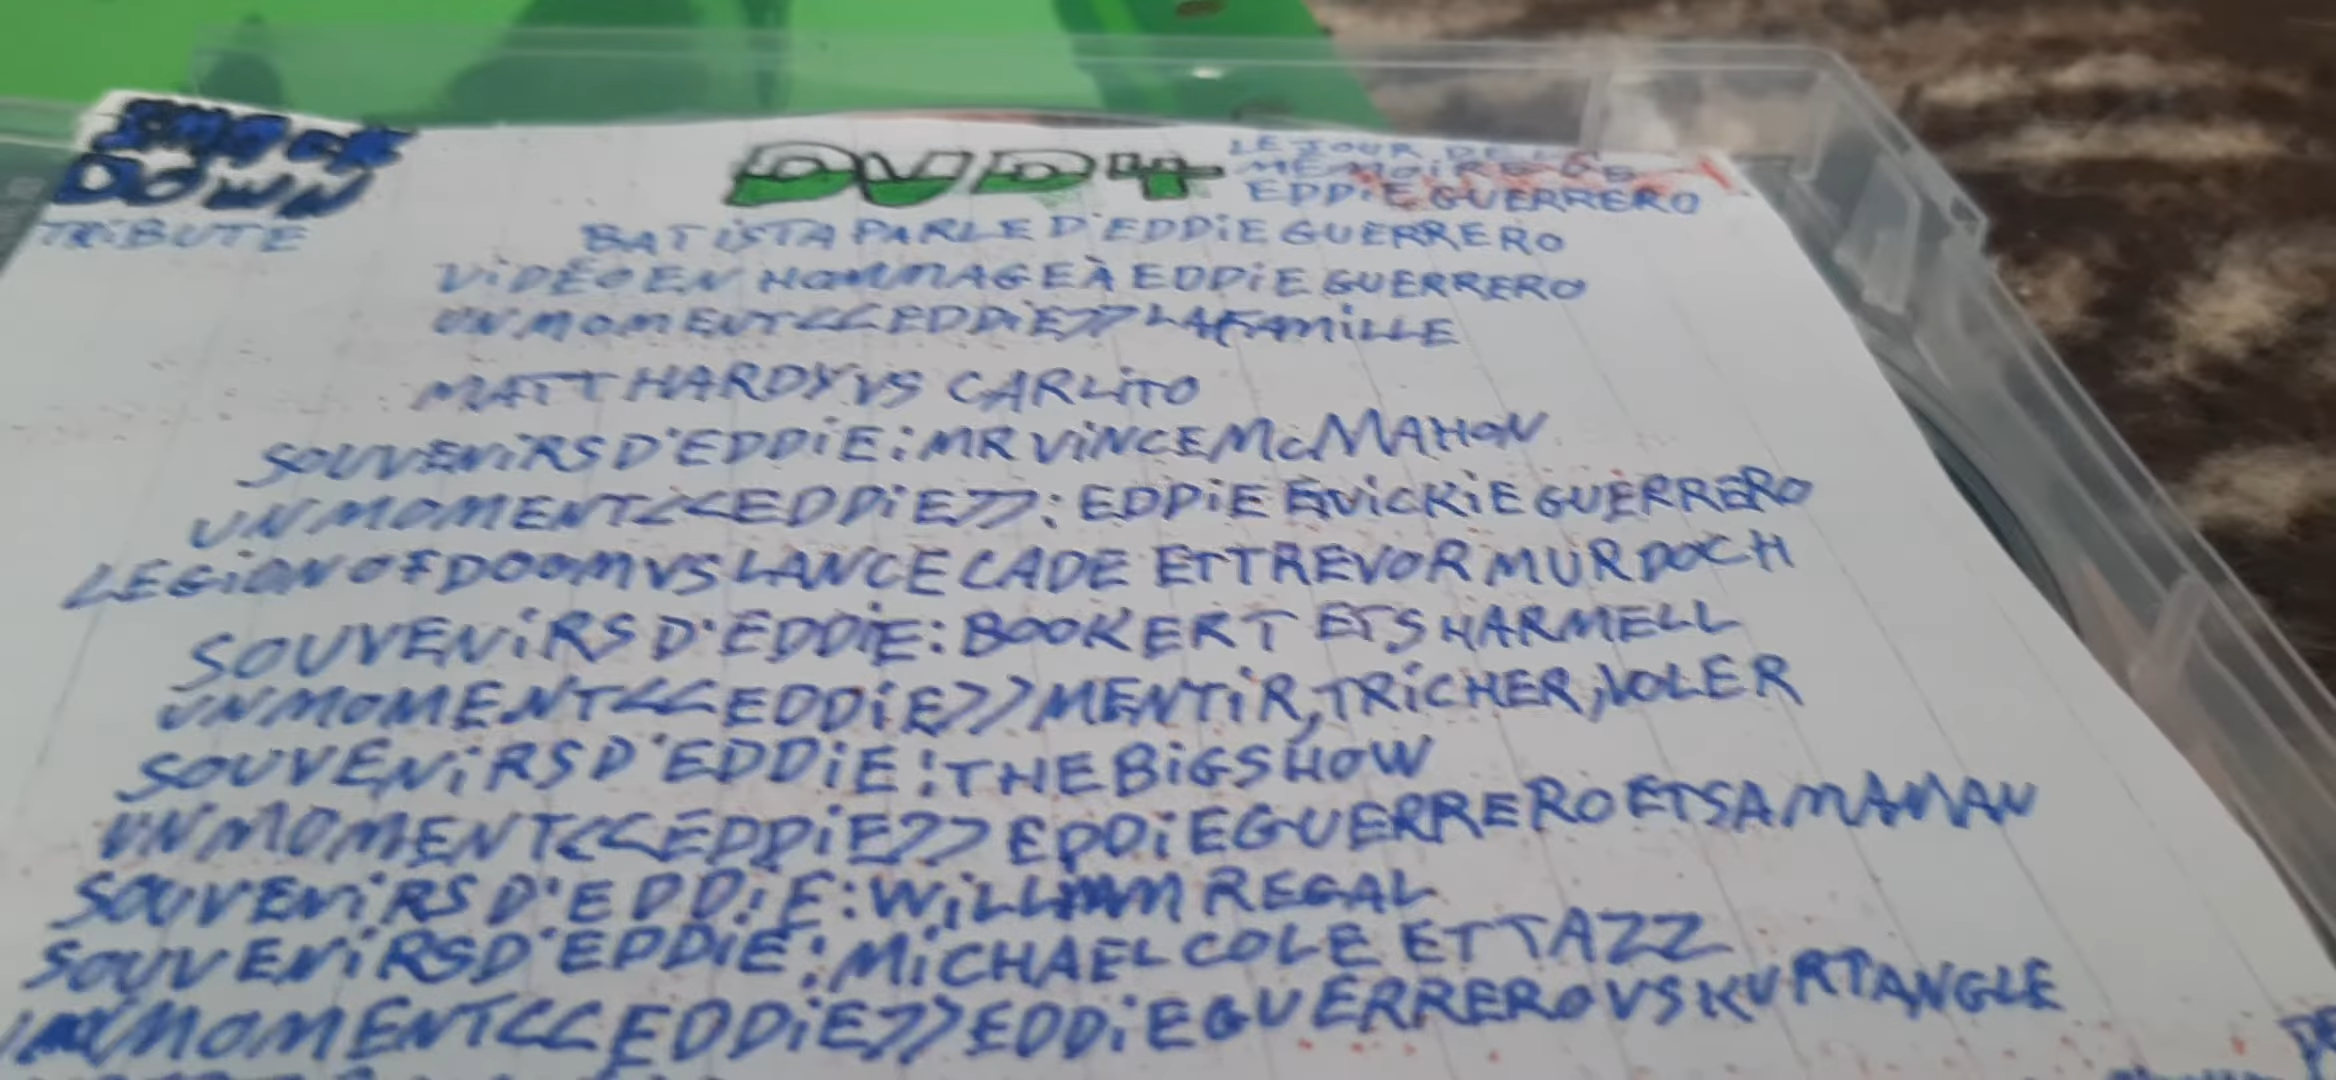 SMACK
DOWN
TRiBUTE
DVD4
LE JOUR DE LA
MÉMOIRE DE
EDDiE GUERRERO
BATiSTA PARLE D'EDDiE GUERRERO
ViDÉO EN HOMMAGE À EDDiE GUERRERO
UN MOMENT<<EDDiE>> LA FAMiLLE
MATT HARDY VS CARLiTO
SOUVENiRS D'EDDiE: MR ViNCE McMAHON
UN MOMENT<<EDDiE>>: EDDiE ViCKiE GUERRERO
LEGiON OF DOOM VS LANCE CADE ET TREVOR MURDOCH
SOUVENiRS D'EDDiE: BOOKER T ET SHARMELL
UN MOMENT<<EDDiE>> MENTiR, TRiCHER, VOLER
SOUVENiRS D'EDDiE: THE BiG SHOW
UN MOMENT<<EDDiE>> EDDiE GUERRERO ET SA MAMAN
SOUVENiRS D'EDDiE: WiLLIAM REGAL
SOUVENiRS D'EDDiE: MiCHAEL COLE ET TAZZ
UN MOMENT<<EDDiE>> EDDiE GUERRERO VS KURT ANGLE